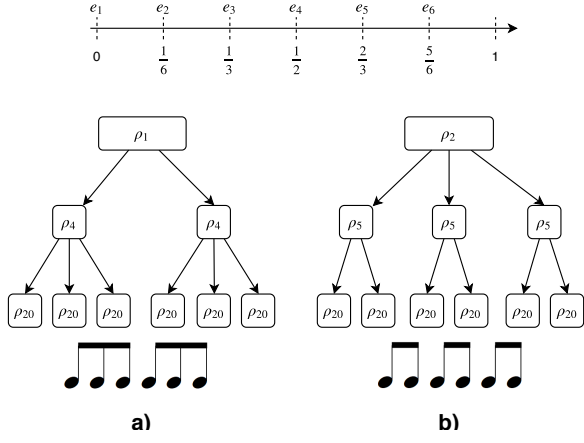 e₁ e₂ e₃ e₄ e₅ e₆
0 1/6 1/3 1/2 2/3 5/6 1
ρ₁ ρ₂
ρ₄ ρ₄ ρ₅ ρ₅ ρ₅
ρ₂₀ ρ₂₀ ρ₂₀ ρ₂₀ ρ₂₀ ρ₂₀ ρ₂₀ ρ₂₀ ρ₂₀ ρ₂₀ ρ₂₀ ρ₂₀
a) b)